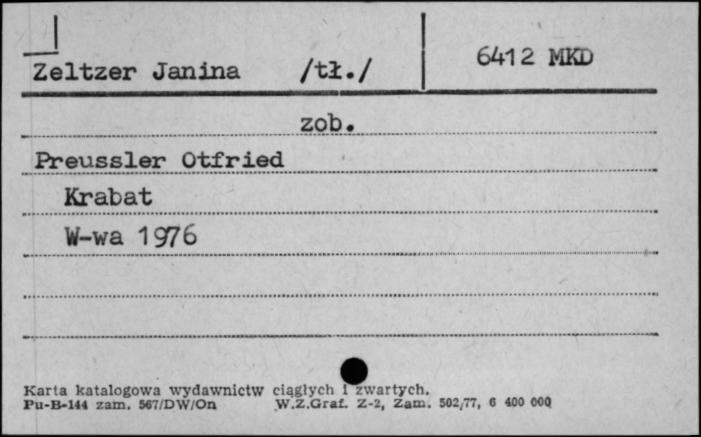 Zeltzer Janina /tł./ 6412 MKD
zob.
Preussler Otfried
Krabat
W-wa 1976
Karta katalogowa wydawnictw ciągłych i zwartych.
Pu-B-144 zam. 567/DW/On W.Z.Graf. Z-2, Zam. 502/77, 6 400 000